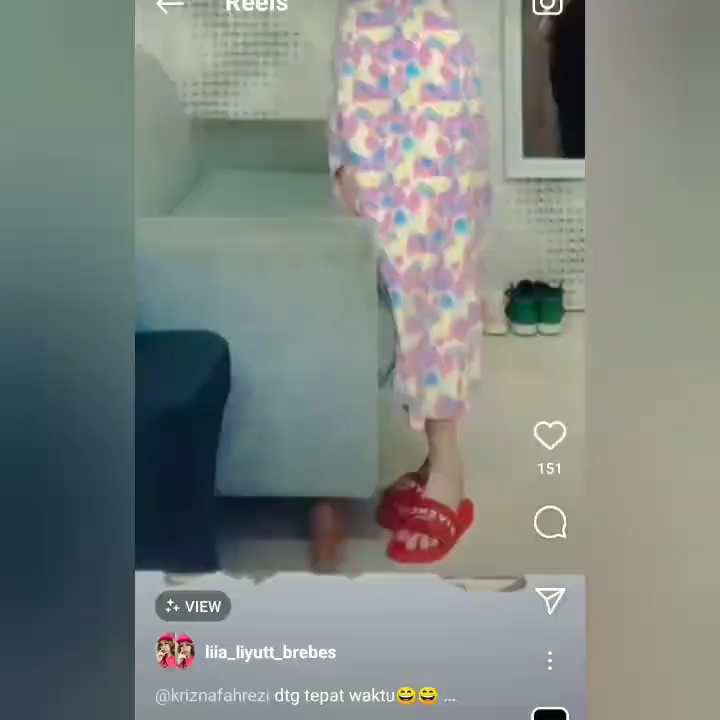 Reels
151
VIEW
liia_liyutt_brebes
@kriznafahrezi dtg tepat waktu😄😄 ...